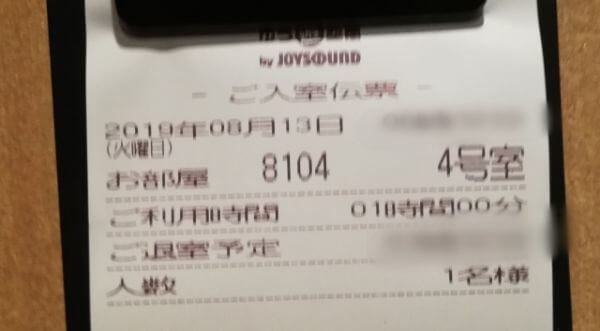 by JOYSOUND
- ご入室伝票 -
2019年08月13日
(火曜日)
お部屋 8104 4号室
ご利用時間 01時間00分
ご退室予定
人数 1名様